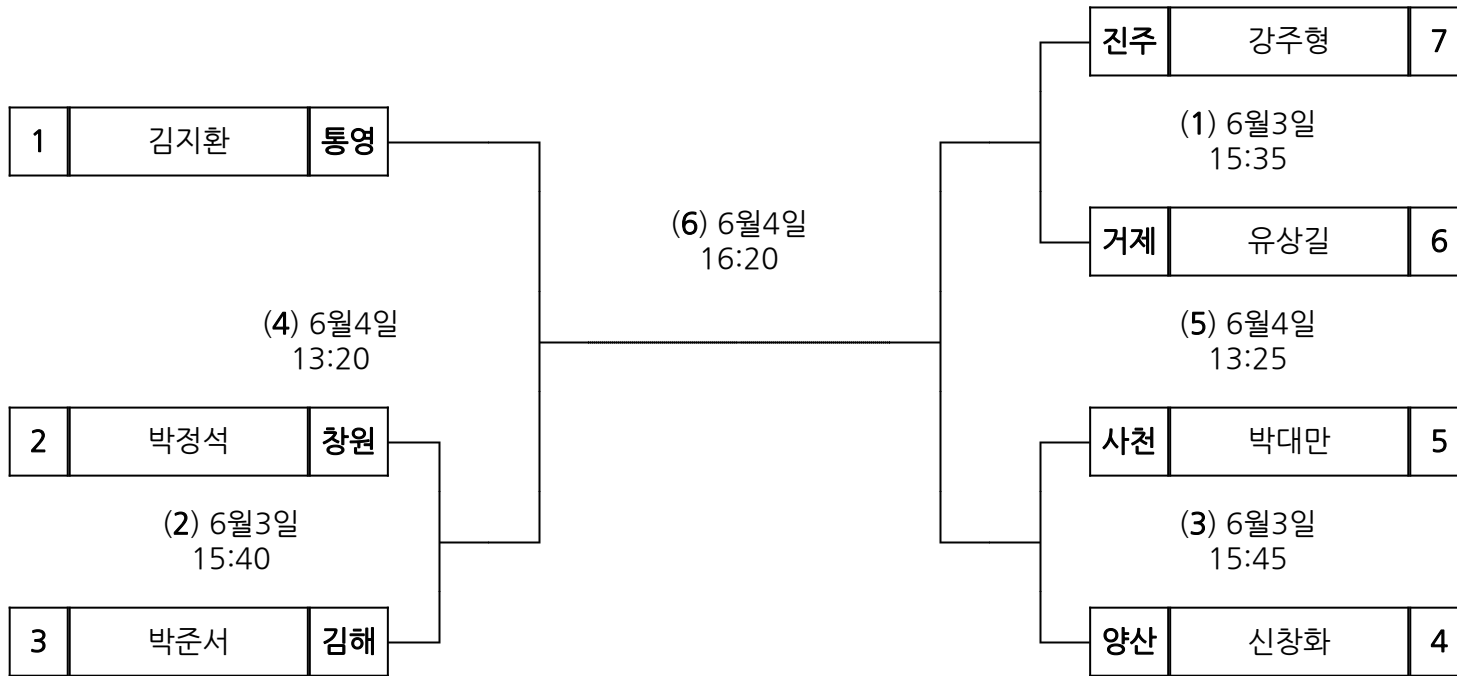 진주 강주형 7
1 김지환 통영
(1) 6월3일
15:35
(6) 6월4일
16:20
거제 유상길 6
(4) 6월4일
13:20
(5) 6월4일
13:25
2 박정석 창원
사천 박대만 5
(2) 6월3일
15:40
(3) 6월3일
15:45
3 박준서 김해
양산 신창화 4